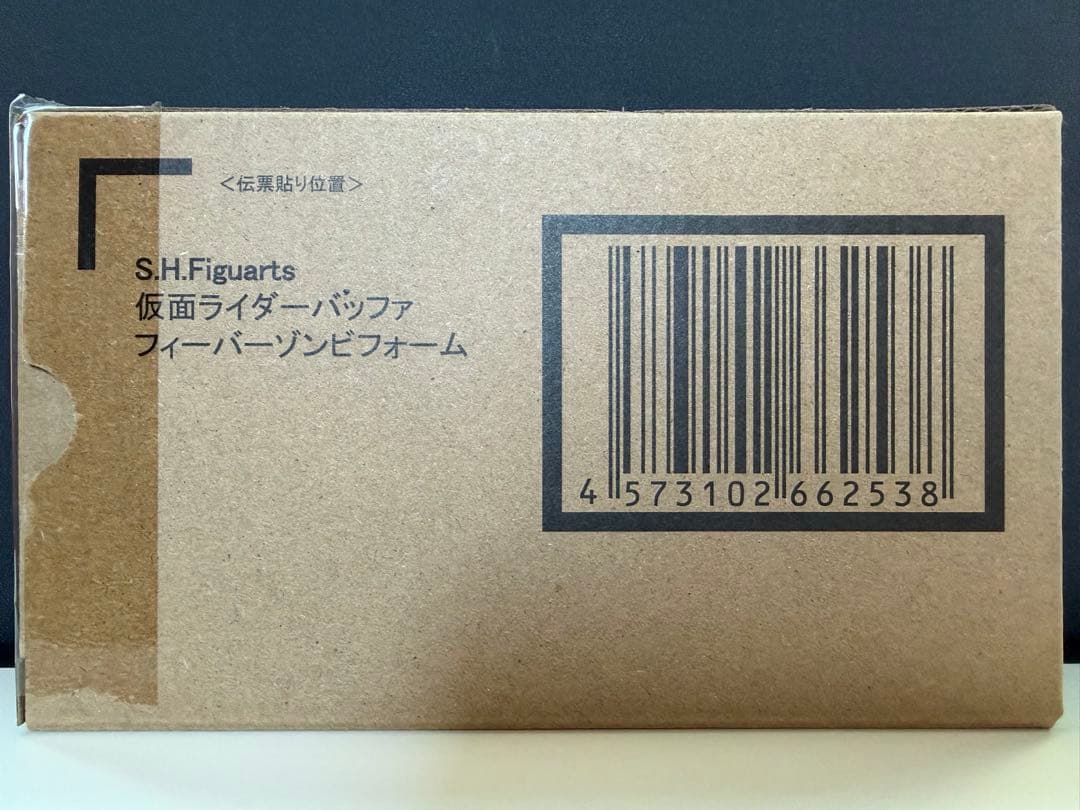 ＜伝票貼り位置＞
S.H.Figuarts
仮面ライダーバッファ
フィーバーゾンビフォーム
4 573102 662538